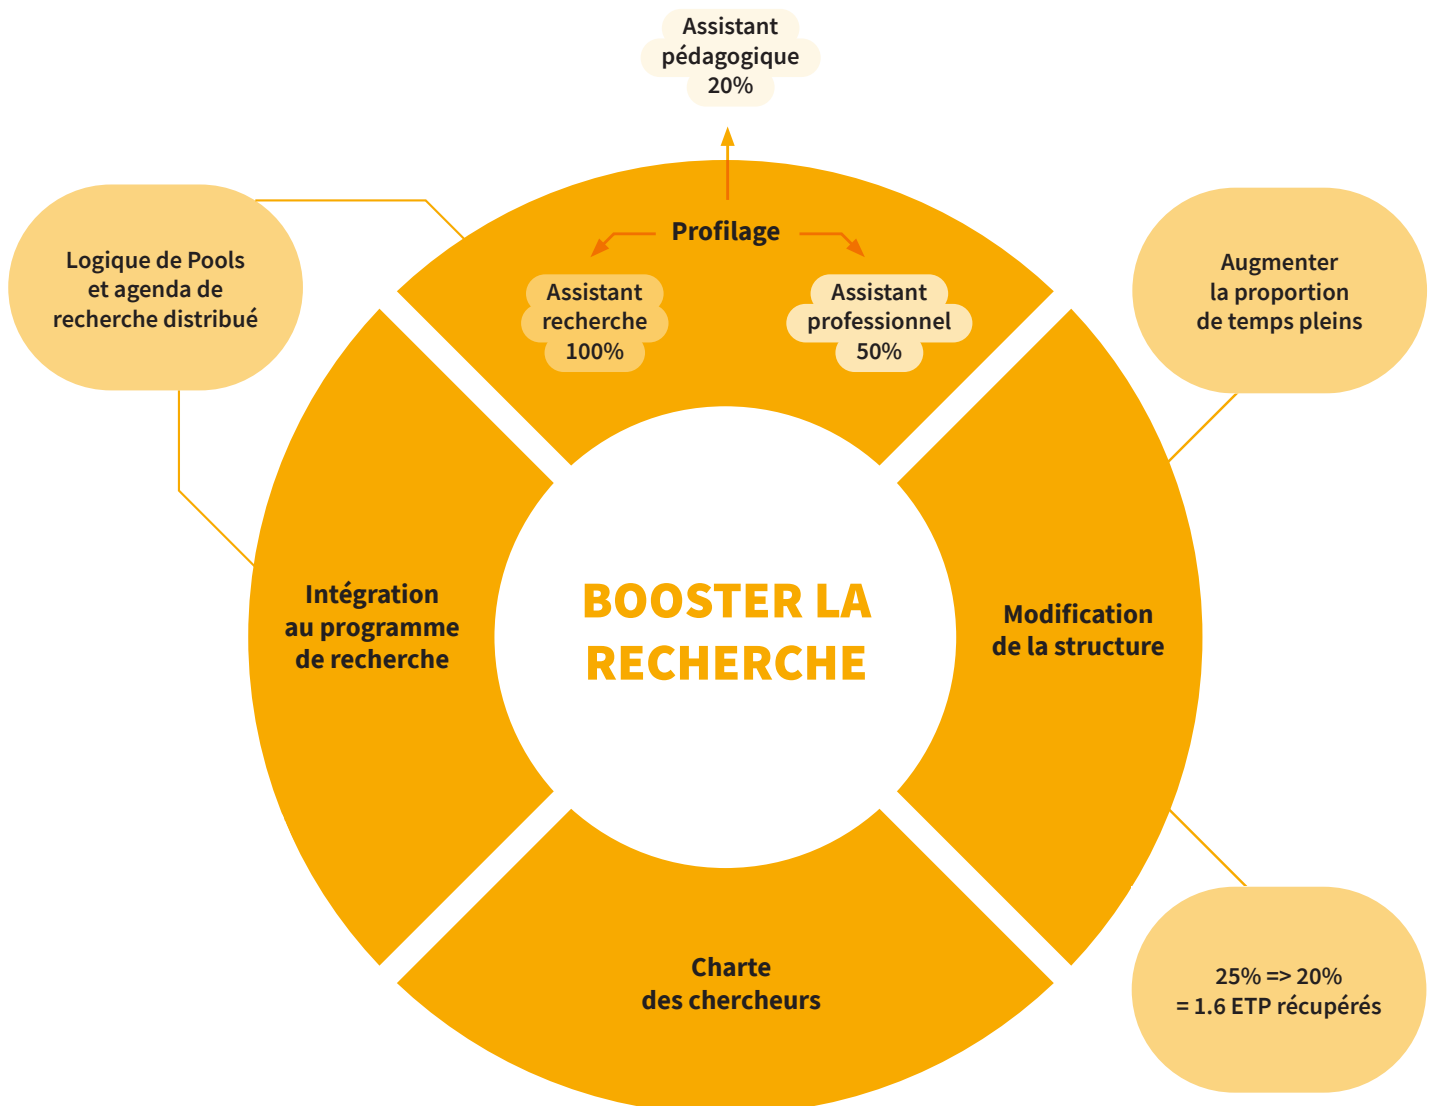 Assistant
pédagogique
20%
Profilage
Assistant
recherche
100%
Assistant
professionnel
50%
Logique de Pools
et agenda de
recherche distribué
Augmenter
la proportion
de temps pleins
Intégration
au programme
de recherche
BOOSTER LA
RECHERCHE
Modification
de la structure
Charte
des chercheurs
25% => 20%
= 1.6 ETP récupérés